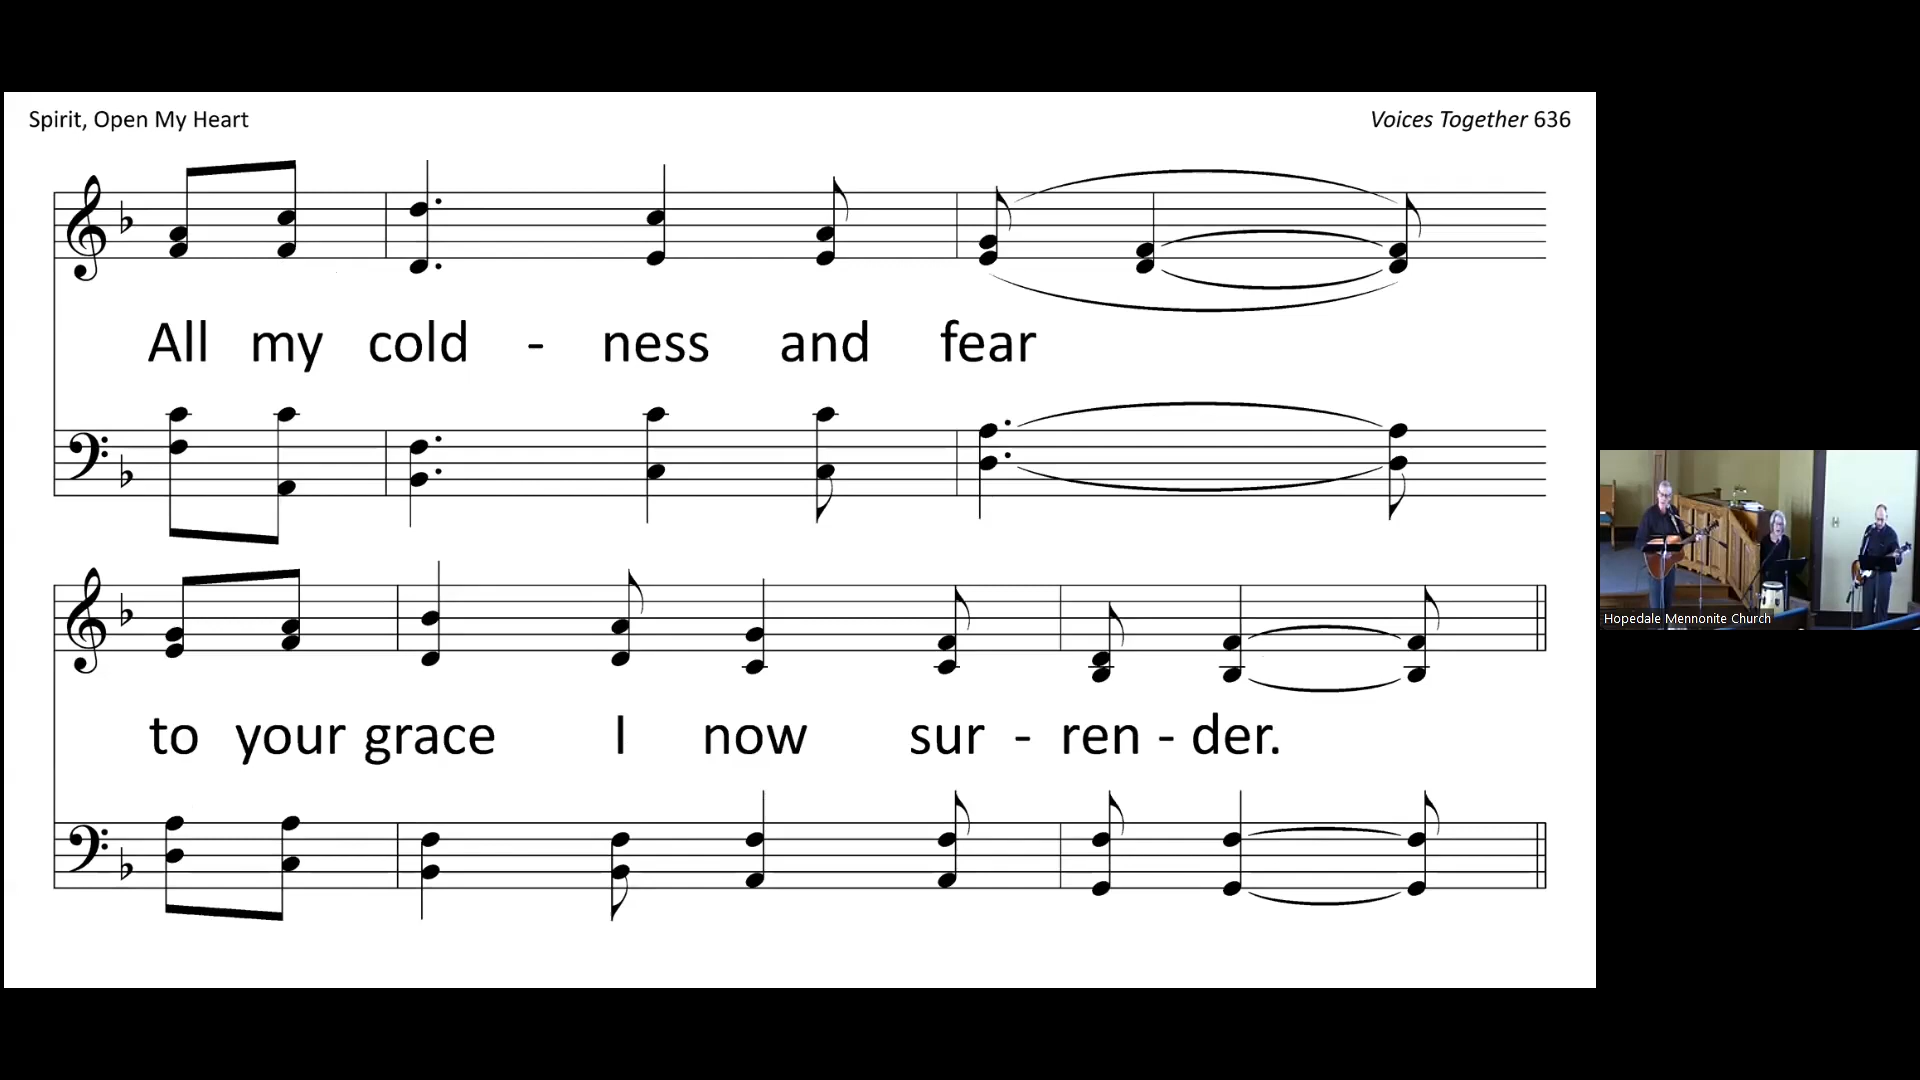 Spirit, Open My Heart
Voices Together 636
All my cold - ness and fear
to your grace I now sur - ren - der.
Hopedale Mennonite Church